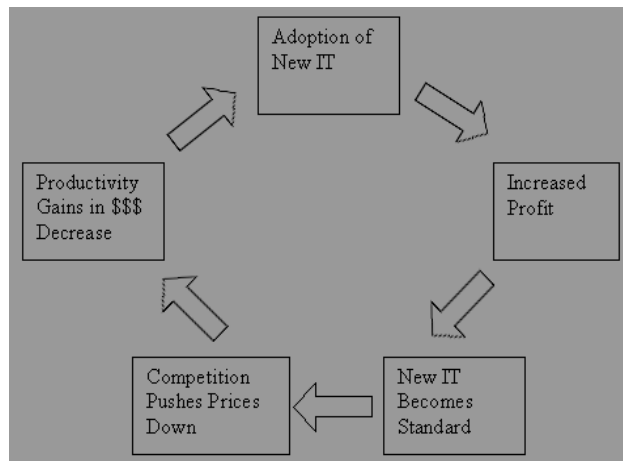 Adoption of
New IT
Increased
Profit
New IT
Becomes
Standard
Competition
Pushes Prices
Down
Productivity
Gains in $$$
Decrease